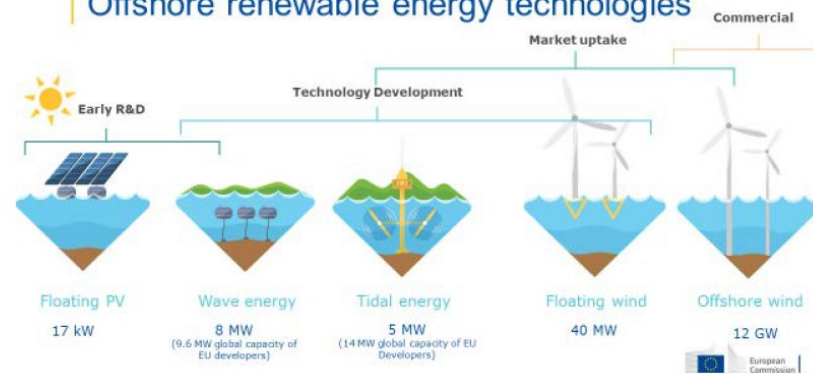 Offshore renewable energy technologies
Commercial
Market uptake
Technology Development
Early R&D
Floating PV
17 kW
Wave energy
8 MW
(9.6 MW global capacity of
EU developers)
Tidal energy
5 MW
(14 MW global capacity of EU
Developers)
Floating wind
40 MW
Offshore wind
12 GW
European
Commission